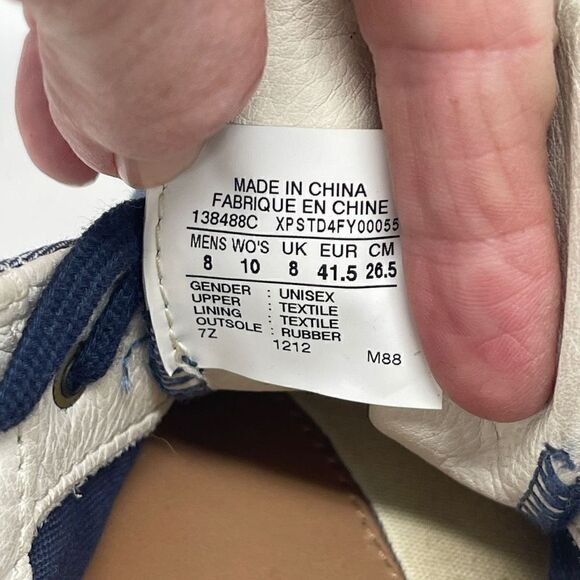 MADE IN CHINA
FABRIQUE EN CHINE
138488C XPSTD4FY00055
MENS WO'S UK EUR CM
8 10 8 41.5 26.5
GENDER : UNISEX
UPPER : TEXTILE
LINING : TEXTILE
OUTSOLE : RUBBER
7Z 1212 M88